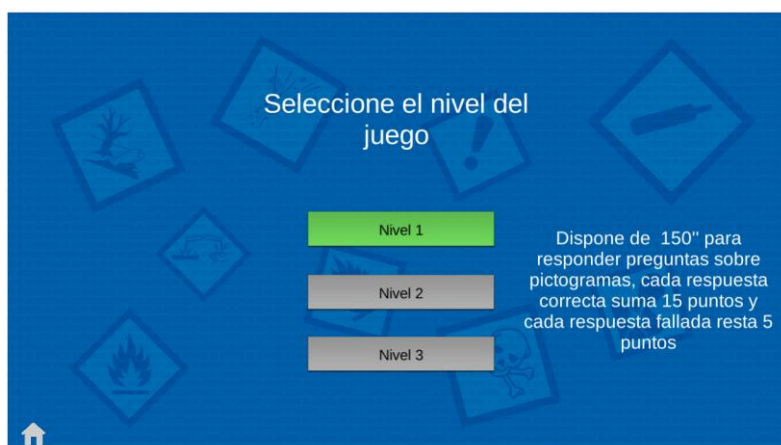 Seleccione el nivel del
juego
Nivel 1
Nivel 2
Nivel 3
Dispone de 150" para
responder preguntas sobre
pictogramas, cada respuesta
correcta suma 15 puntos y
cada respuesta fallada resta 5
puntos